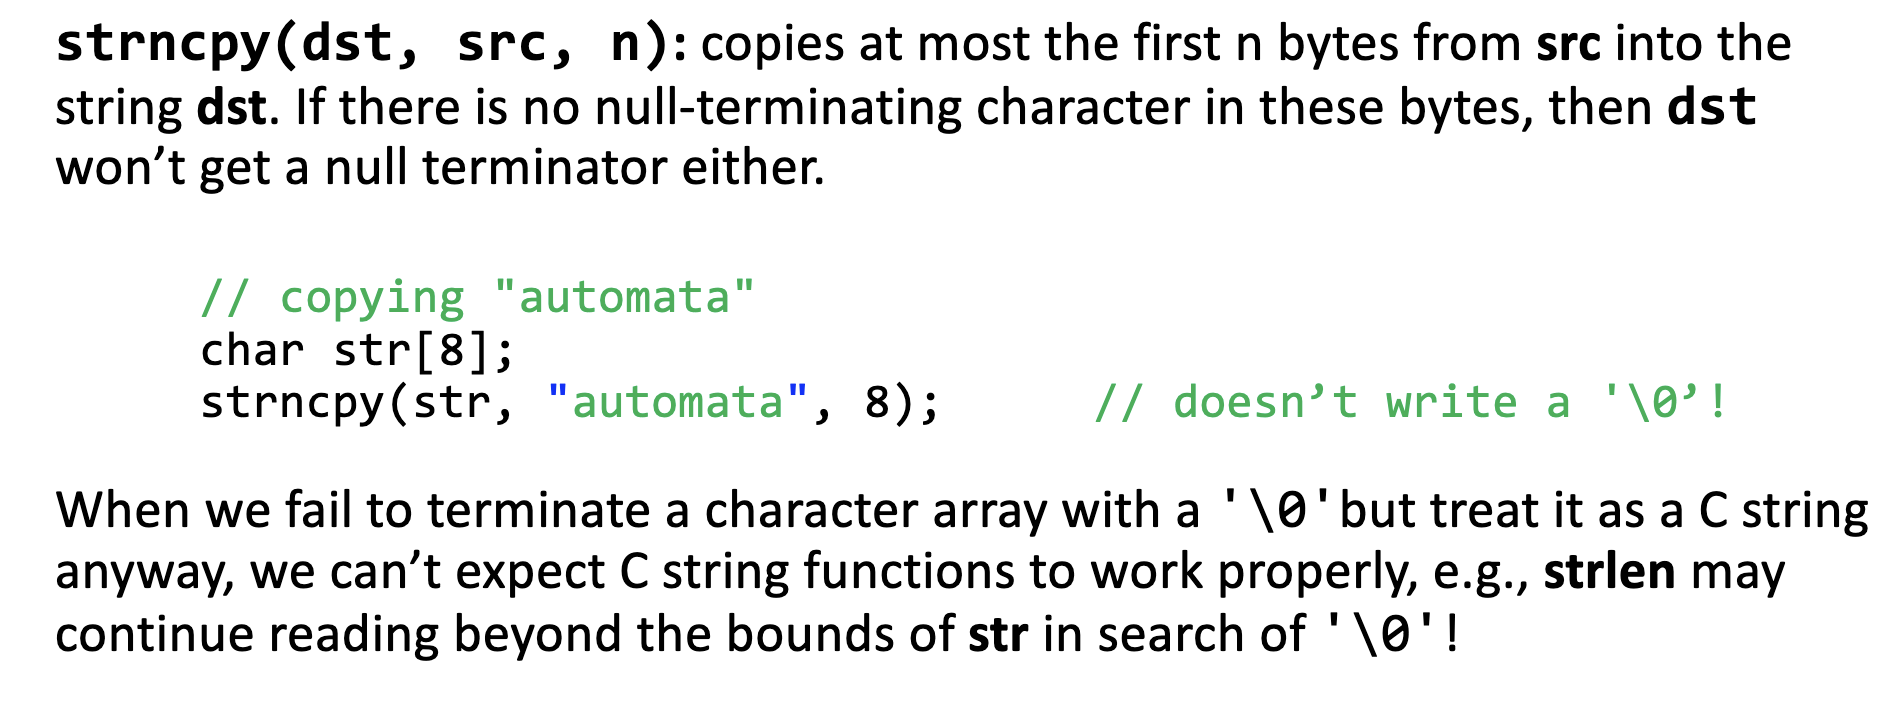 strncpy(dst, src, n): copies at most the first n bytes from src into the
string dst. If there is no null-terminating character in these bytes, then dst
won’t get a null terminator either.
// copying "automata"
char str[8];
strncpy(str, "automata", 8); // doesn’t write a '\0’!
When we fail to terminate a character array with a '\0'but treat it as a C string
anyway, we can’t expect C string functions to work properly, e.g., strlen may
continue reading beyond the bounds of str in search of '\0'!